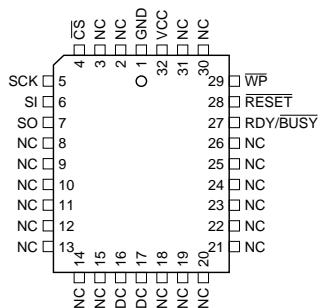 CS NC NC GND VCC NC NC
4 3 2 1 32 31 30
SCK 5 29 WP
SI 6 28 RESET
SO 7 27 RDY/BUSY
NC 8 26 NC
NC 9 25 NC
NC 10 24 NC
NC 11 23 NC
NC 12 22 NC
NC 13 21 NC
14 15 16 17 18 19 20
NC NC DC DC NC NC NC